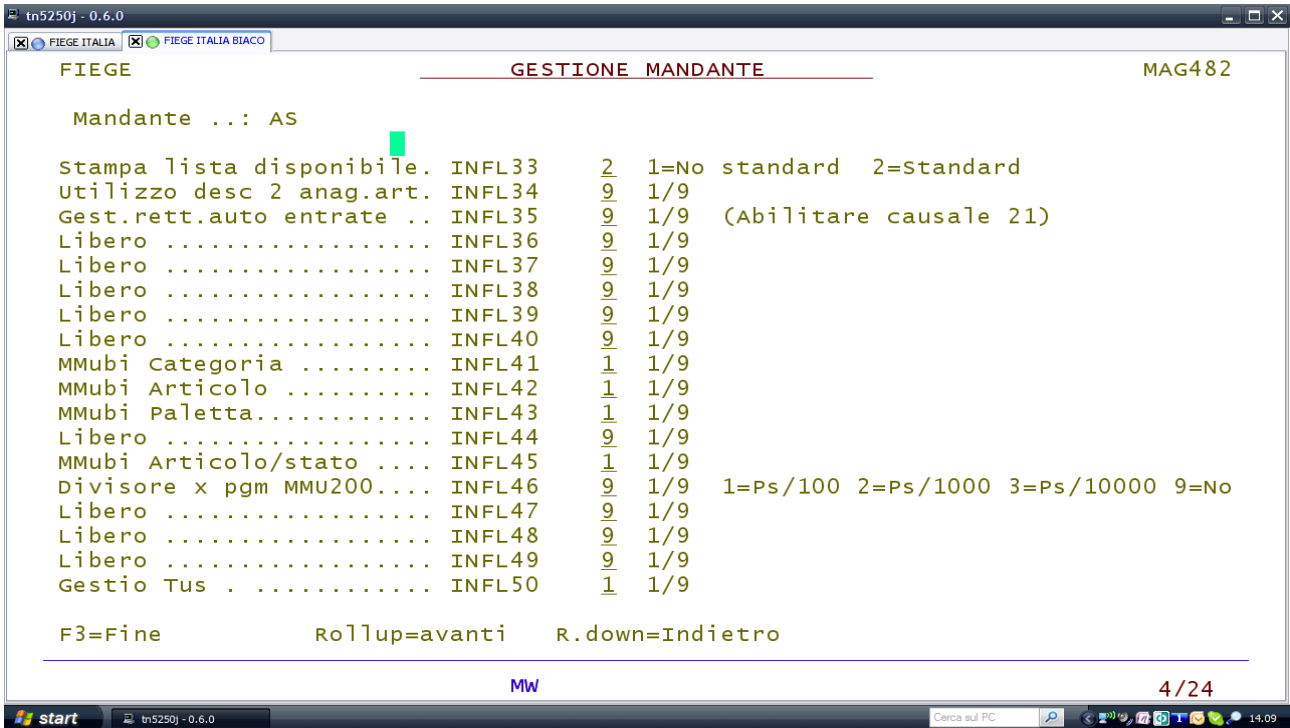 tn5250j - 0.6.0
FIEGE ITALIA FIEGE ITALIA BIACO
FIEGE GESTIONE MANDANTE MAG482
Mandante ..: AS
Stampa lista disponibile. INFL33 2 1=No standard 2=Standard
Utilizzo desc 2 anag.art. INFL34 9 1/9
Gest.rett.auto entrate .. INFL35 9 1/9 (Abilitare causale 21)
Libero .................. INFL36 9 1/9
Libero .................. INFL37 9 1/9
Libero .................. INFL38 9 1/9
Libero .................. INFL39 9 1/9
Libero .................. INFL40 9 1/9
MMubi Categoria ......... INFL41 1 1/9
MMubi Articolo .......... INFL42 1 1/9
MMubi Paletta............ INFL43 1 1/9
Libero .................. INFL44 9 1/9
MMubi Articolo/stato .... INFL45 1 1/9
Divisore x pgm MMU200.... INFL46 9 1/9 1=Ps/100 2=Ps/1000 3=Ps/10000 9=No
Libero .................. INFL47 9 1/9
Libero .................. INFL48 9 1/9
Libero .................. INFL49 9 1/9
Gestio Tus . ............ INFL50 1 1/9
F3=Fine Rollup=avanti R.down=Indietro
MW 4/24
start tn5250j - 0.6.0 Cerca sul PC 14.09